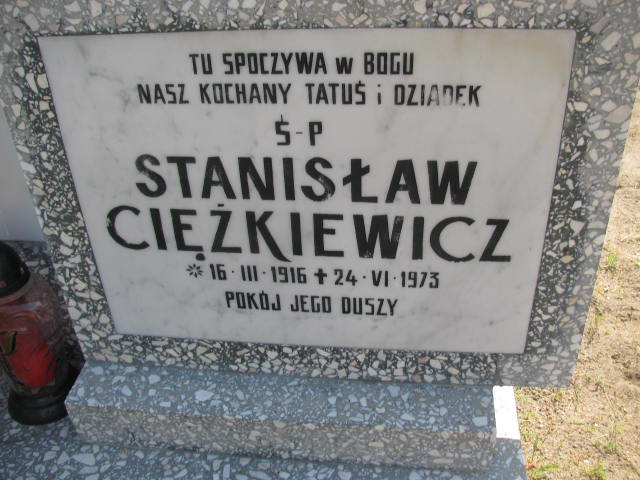 TU SPOCZYWA w BOGU
NASZ KOCHANY TATUŚ i DZIADEK
Ś-P
STANISŁAW
CIĘŻKIEWICZ
* 16·III·1916 ✝ 24·VI·1973
POKÓJ JEGO DUSZY